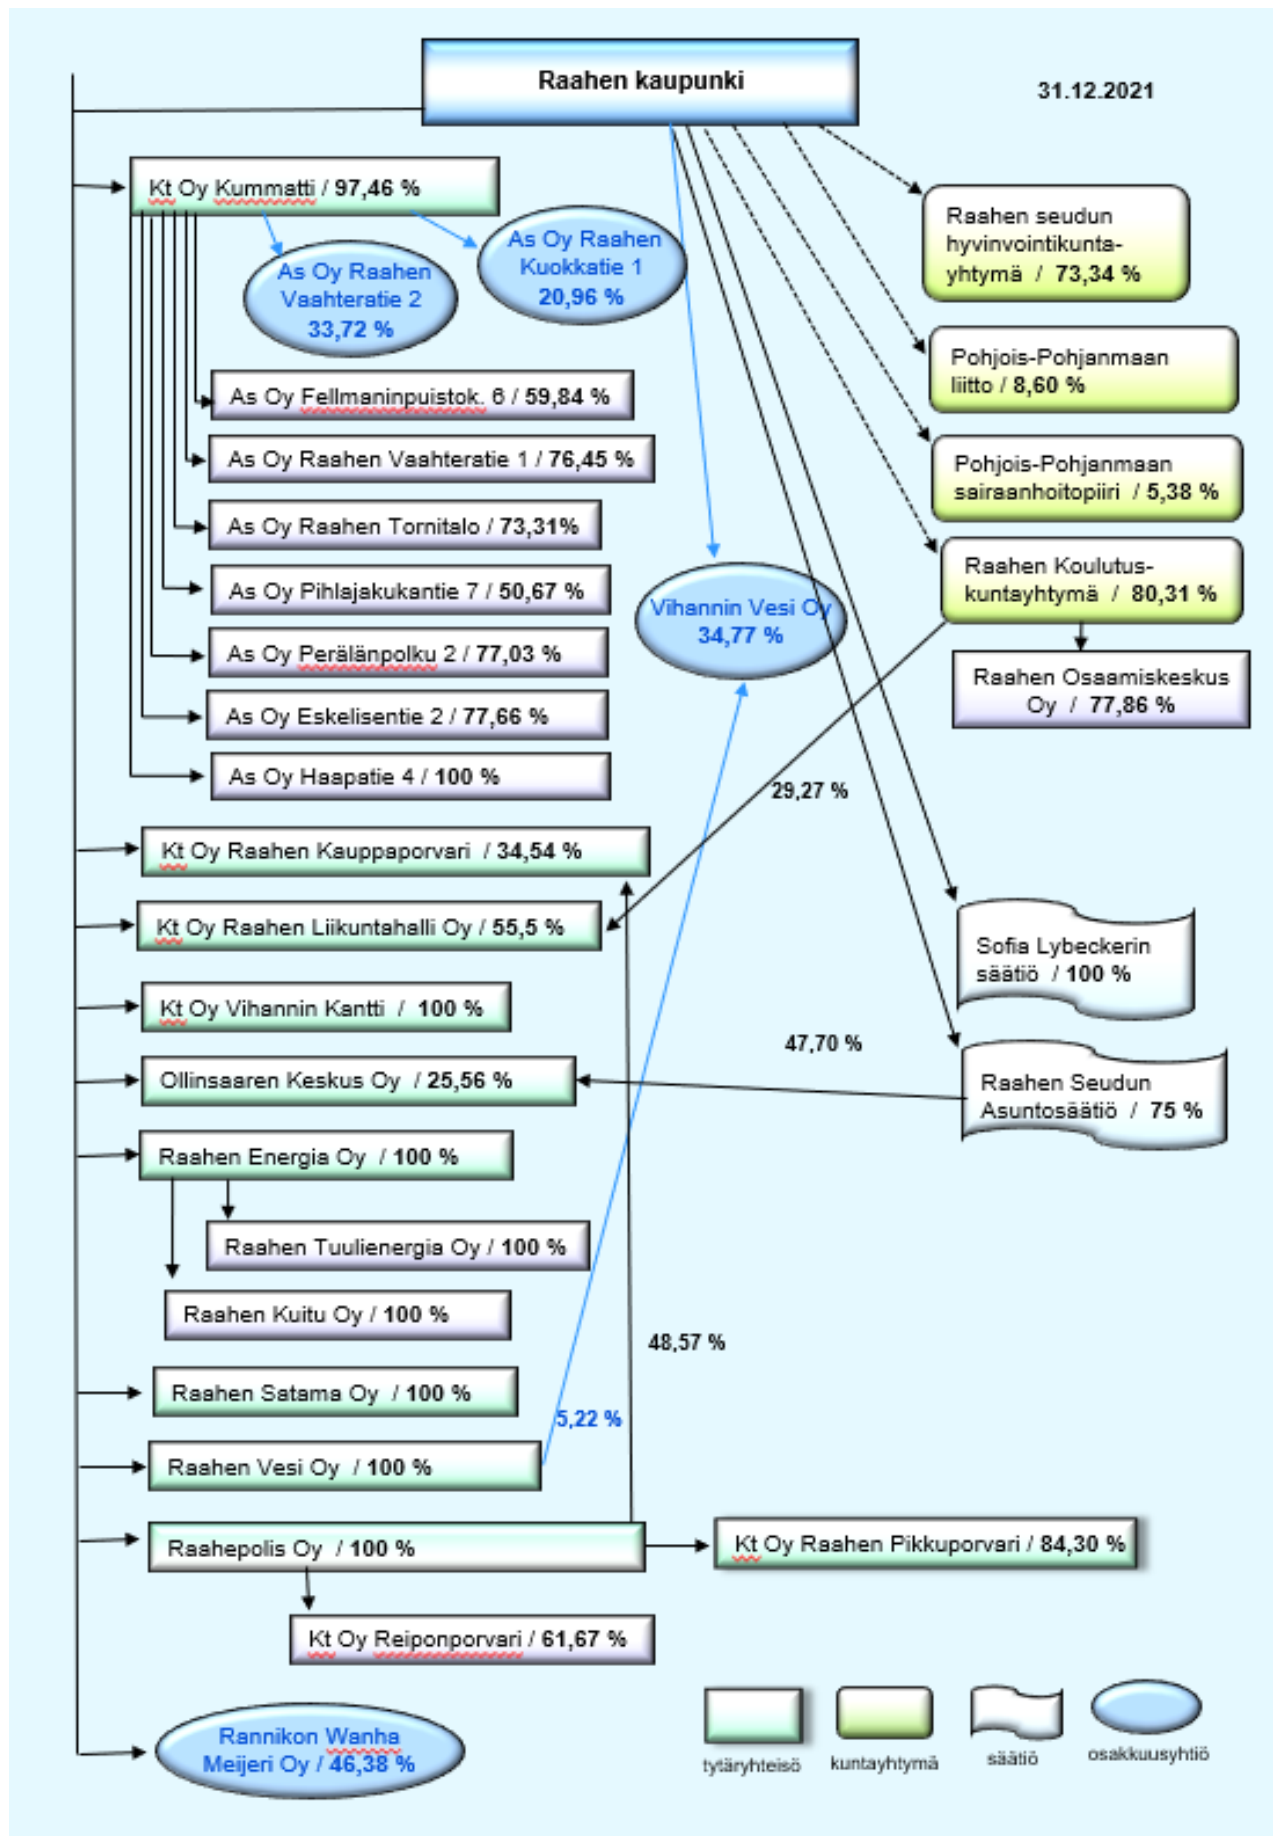 Raahen kaupunki
31.12.2021
Kt Oy Kummatti / 97,46 %
As Oy Raahen
Vaahteratie 2
33,72 %
As Oy Raahen
Kuokkatie 1
20,96 %
Raahen seudun
hyvinvointikunta-
yhtymä / 73,34 %
Pohjois-Pohjanmaan
liitto / 8,60 %
Pohjois-Pohjanmaan
sairaanhoitopiiri / 5,38 %
Raahen Koulutus-
kuntayhtymä / 80,31 %
Raahen Osaamiskeskus
Oy / 77,86 %
As Oy Fellmaninpuistok. 6 / 59,84 %
As Oy Raahen Vaahteratie 1 / 76,45 %
As Oy Raahen Tornitalo / 73,31%
As Oy Pihlajakukantie 7 / 50,67 %
As Oy Perälänpolku 2 / 77,03 %
As Oy Eskelisentie 2 / 77,66 %
As Oy Haapatie 4 / 100 %
Vihannin Vesi Oy
34,77 %
29,27 %
Kt Oy Raahen Kauppaporvari / 34,54 %
Kt Oy Raahen Liikuntahalli Oy / 55,5 %
Kt Oy Vihannin Kantti / 100 %
Ollinsaaren Keskus Oy / 25,56 %
Sofia Lybeckerin
säätiö / 100 %
47,70 %
Raahen Seudun
Asuntosäätiö / 75 %
Raahen Energia Oy / 100 %
Raahen Tuulienergia Oy / 100 %
Raahen Kuitu Oy / 100 %
48,57 %
Raahen Satama Oy / 100 %
5,22 %
Raahen Vesi Oy / 100 %
Raahepolis Oy / 100 %
Kt Oy Raahen Pikkuporvari / 84,30 %
Kt Oy Reiponporvari / 61,67 %
Rannikon Wanha
Meijeri Oy / 46,38 %
tytäryhteisö
kuntayhtymä
säätiö
osakkuusyhtiö